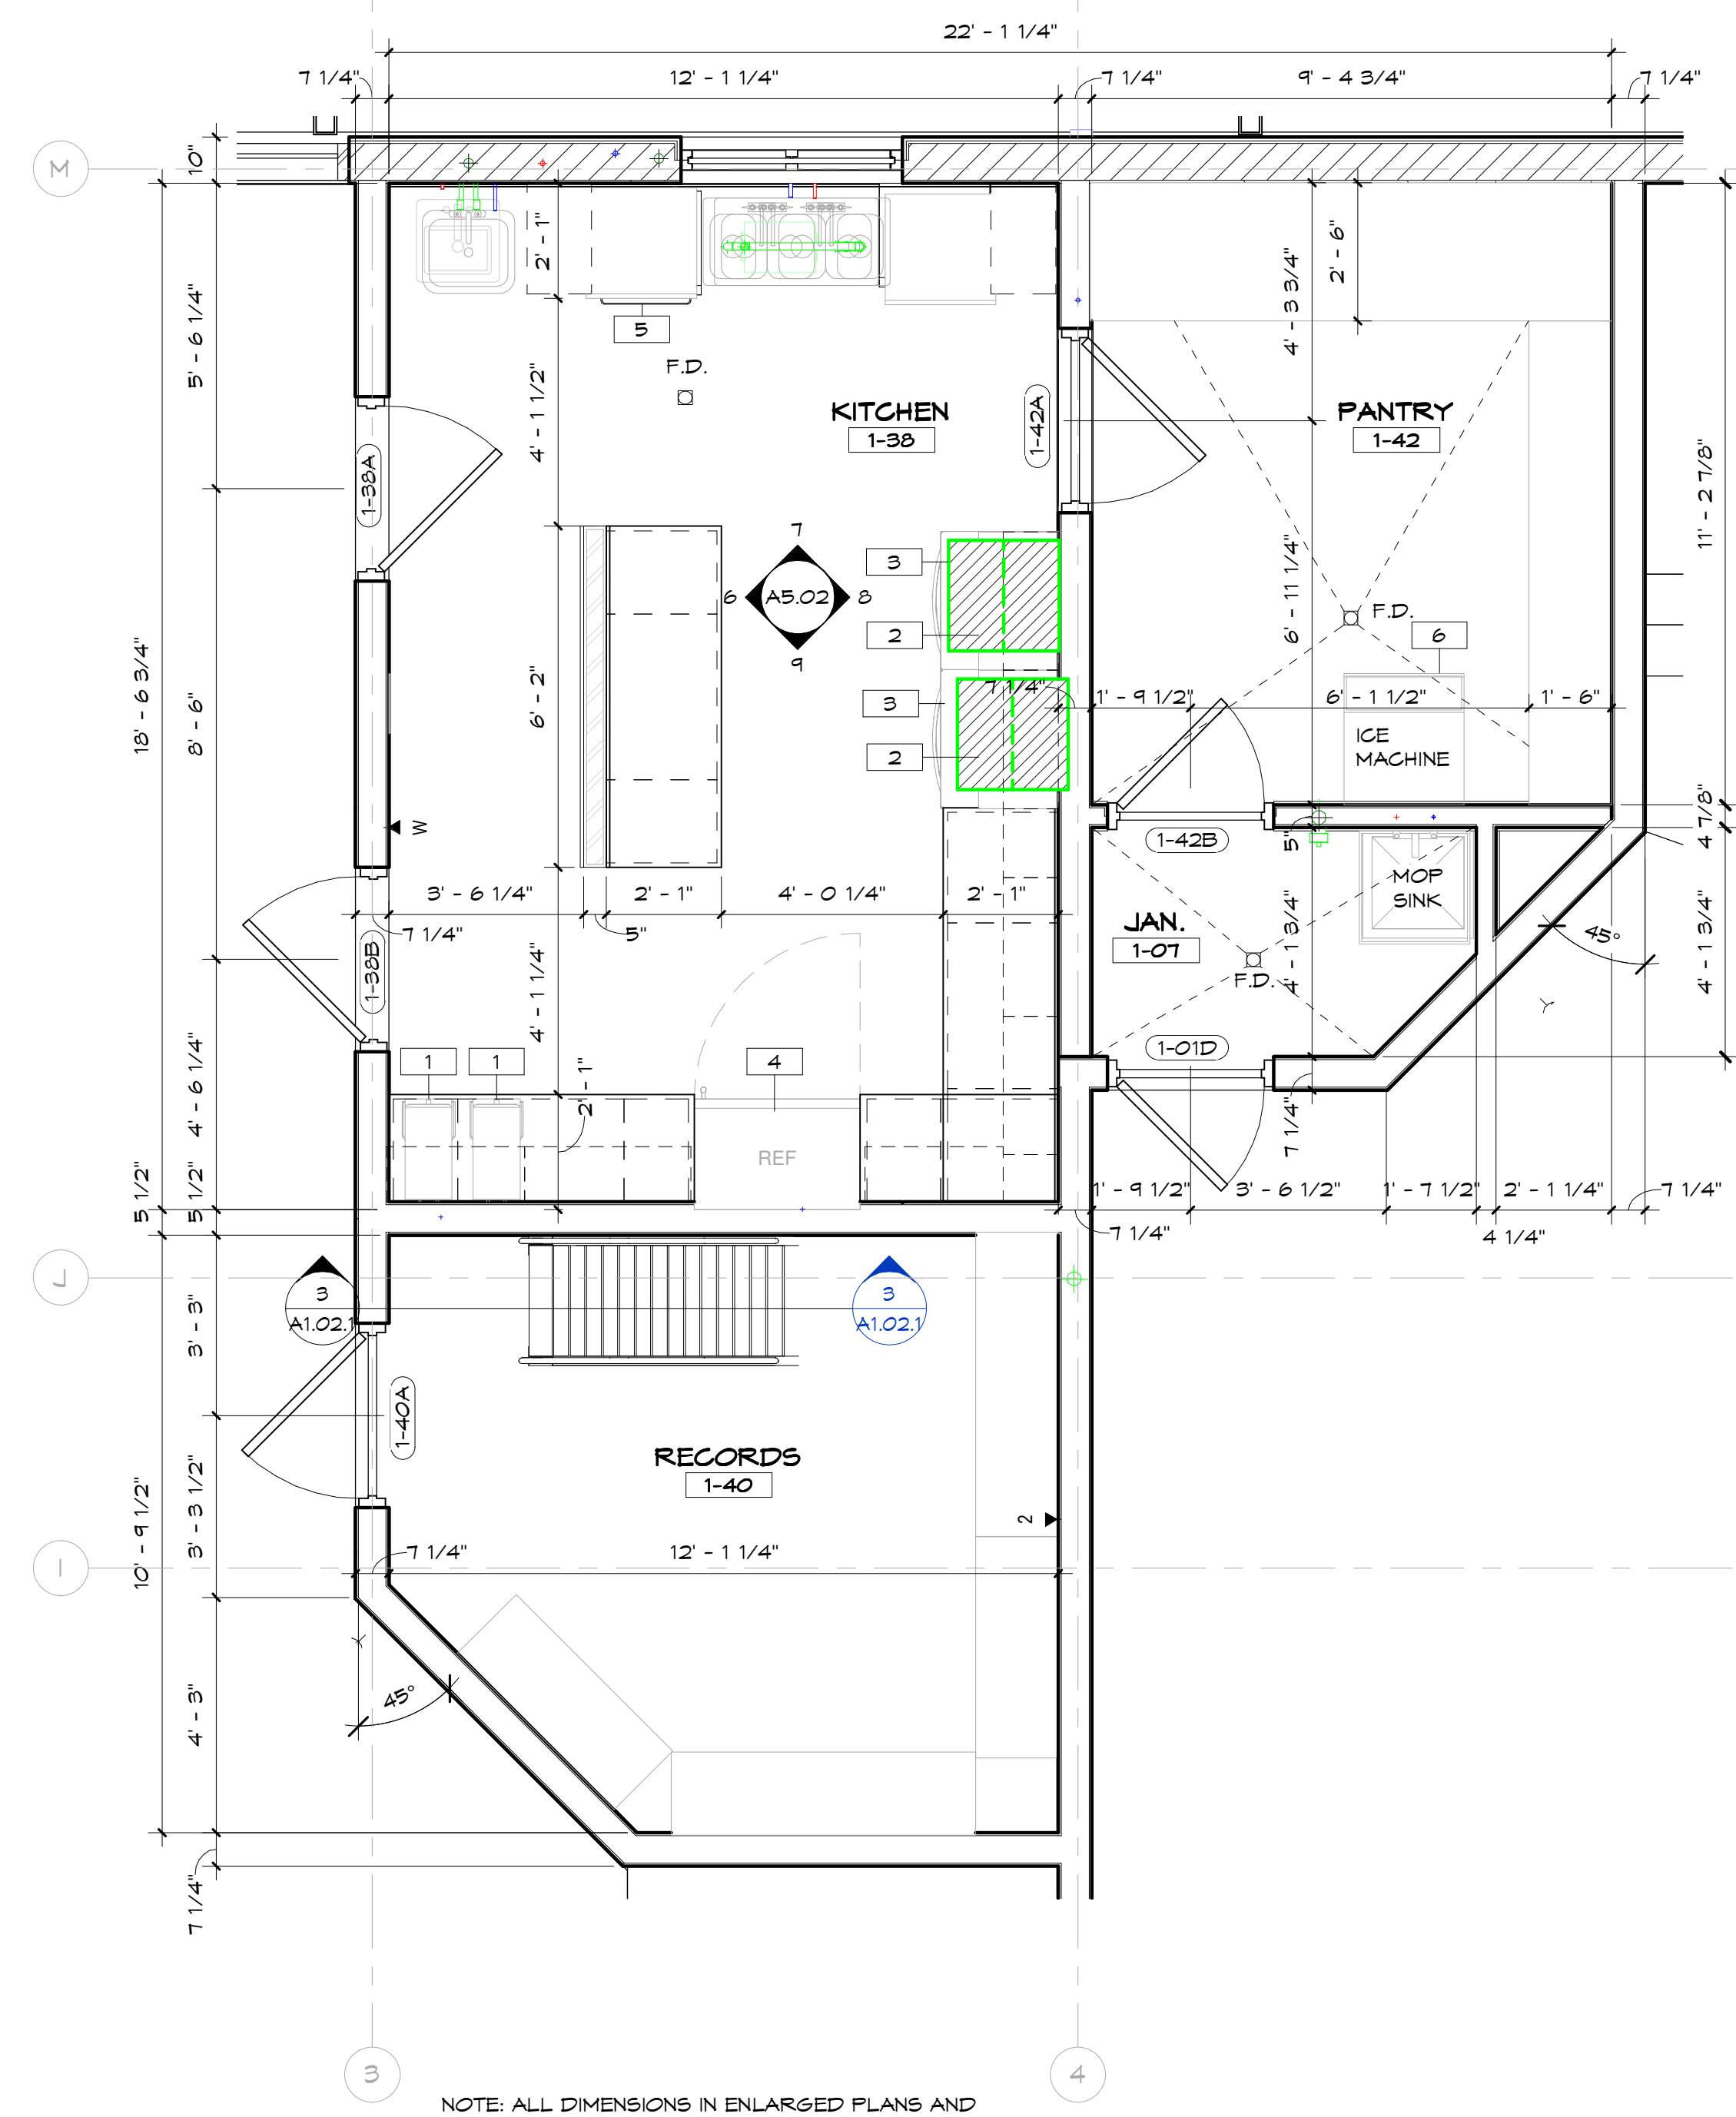 22' - 1 1/4"
7 1/4"
12' - 1 1/4"
7 1/4"
9' - 4 3/4"
7 1/4"
M
10"
2' - 1"
5' - 6 1/4"
4' - 3 3/4"
2' - 6"
5
F.D.
4' - 1 1/2"
KITCHEN
1-38
1-42A
PANTRY
1-42
1-38A
11' - 2 7/8"
7
3
6
A5.02
8
2
9
6' - 11 1/4"
F.D.
6
18' - 6 3/4"
8' - 6"
6' - 2"
3
7 1/4"
1' - 9 1/2"
6' - 1 1/2"
1' - 6"
2
ICE
MACHINE
W
1-42B
5"
4 7/8"
3' - 6 1/4"
2' - 1"
4' - 0 1/4"
2' - 1"
MOP
SINK
7 1/4"
5"
JAN.
1-07
45°
1-38B
4' - 1 1/4"
F.D.
4' - 1 3/4"
4' - 1 3/4"
1-01D
1
1
4
2' - 1"
4' - 6 1/4"
7 1/4"
REF
5 1/2"
5 1/2"
1' - 9 1/2"
3' - 6 1/2"
1' - 7 1/2"
2' - 1 1/4"
7 1/4"
7 1/4"
4 1/4"
J
3
A1.02.1
3
A1.02.1
3' - 3"
1-40A
RECORDS
1-40
2
10' - 9 1/2"
3' - 3 1/2"
7 1/4"
12' - 1 1/4"
I
45°
4' - 3"
7 1/4"
3
4
NOTE: ALL DIMENSIONS IN ENLARGED PLANS AND